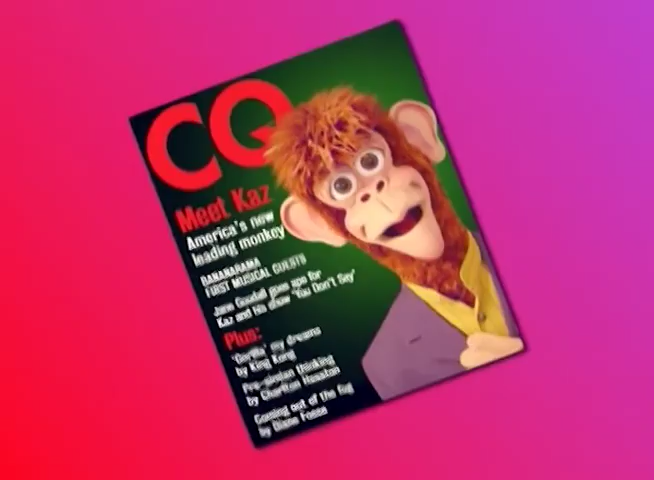 CQ
Meet Kaz
America's new
leading monkey
BANANARAMA
FIRST MUSICAL GUESTS
Jane Goodall goes ape for
Kaz and his show 'You Don't Say'
Plus:
'Gorilla' my dreams
by King Kong
Pre-simian thinking
by Charlton Heston
Coming out of the fog
by Diane Fosse